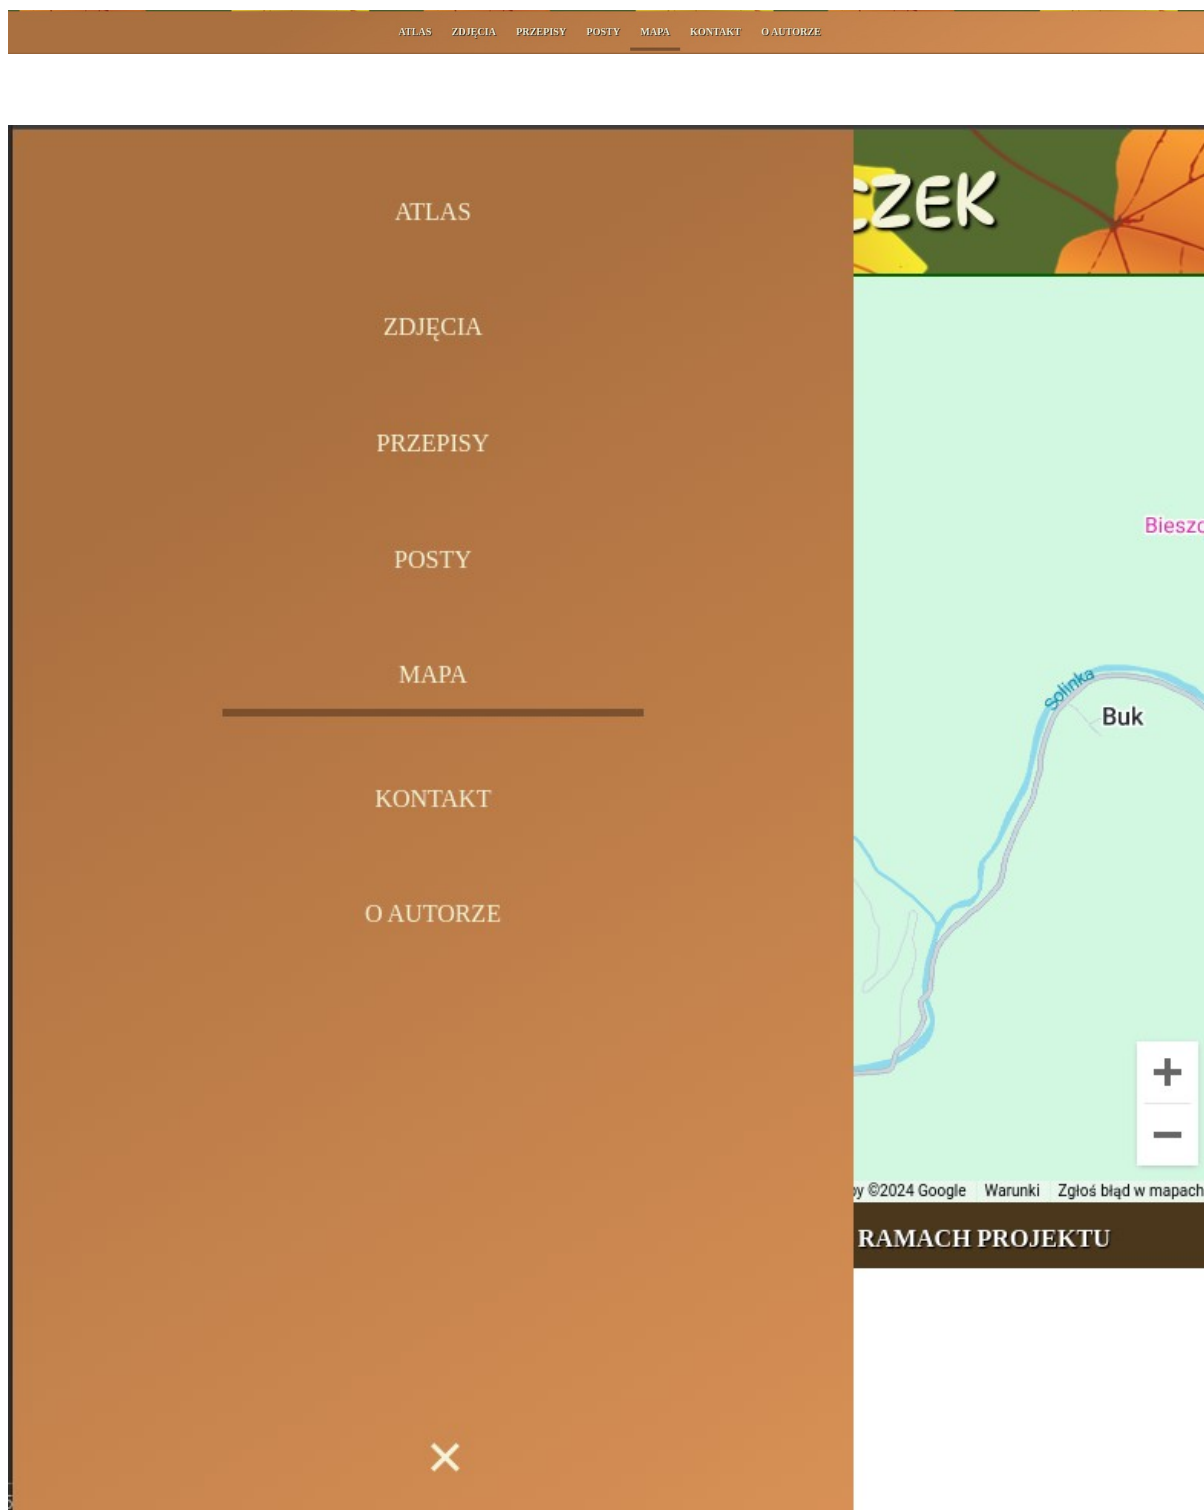 ATLAS ZDJĘCIA PRZEPISY POSTY MAPA KONTAKT O AUTORZE
ATLAS
ZDJĘCIA
PRZEPISY
POSTY
MAPA
KONTAKT
O AUTORZE
CZEK
Bieszc
Solinka
Buk
©2024 Google Warunki Zgłoś błąd w mapach
RAMACH PROJEKTU